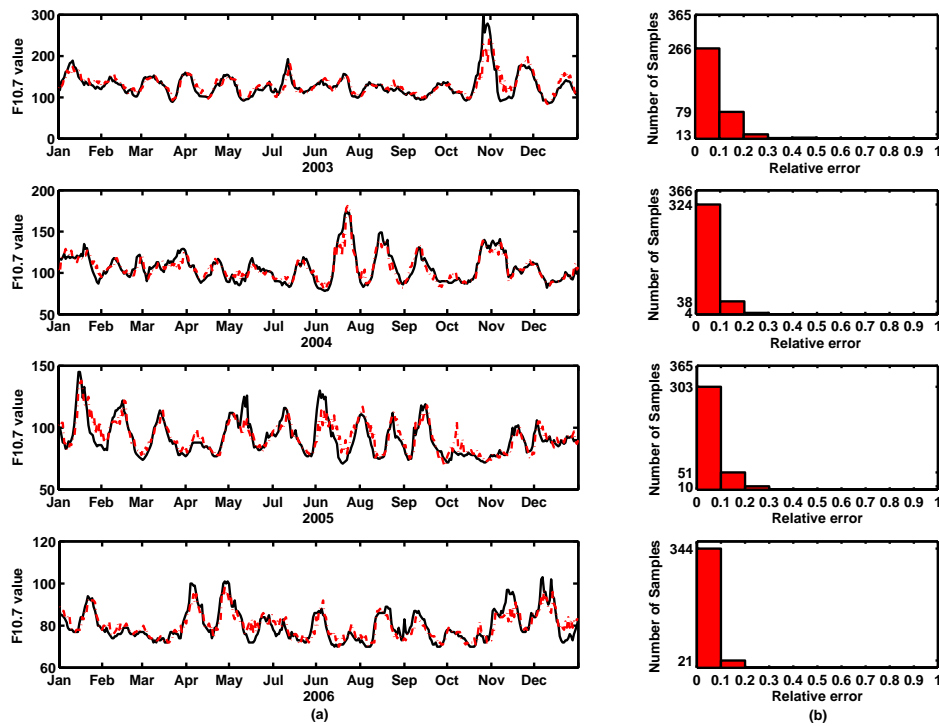 300
200
100
0
F10.7 value
Jan Feb Mar Apr May Jun Jul Aug Sep Oct Nov Dec
2003
365
266
79
13
Number of Samples
0 0.1 0.2 0.3 0.4 0.5 0.6 0.7 0.8 0.9 1
Relative error
200
150
100
50
F10.7 value
Jan Feb Mar Apr May Jun Jun Aug Sep Oct Nov Dec
2004
366
324
38
4
Number of Samples
0 0.1 0.2 0.3 0.4 0.5 0.6 0.7 0.8 0.9 1
Relative error
150
100
50
F10.7 value
Jan Feb Mar Apr May Jun Jun Aug Sep Oct Nov Dec
2005
365
303
51
10
Number of Samples
0 0.1 0.2 0.3 0.4 0.5 0.6 0.7 0.8 0.9 1
Relative error
120
100
80
60
F10.7 value
Jan Feb Mar Apr May Jun Jun Aug Sep Oct Nov Dec
2006
(a)
344
21
Number of Samples
0 0.1 0.2 0.3 0.4 0.5 0.6 0.7 0.8 0.9 1
Relative error
(b)